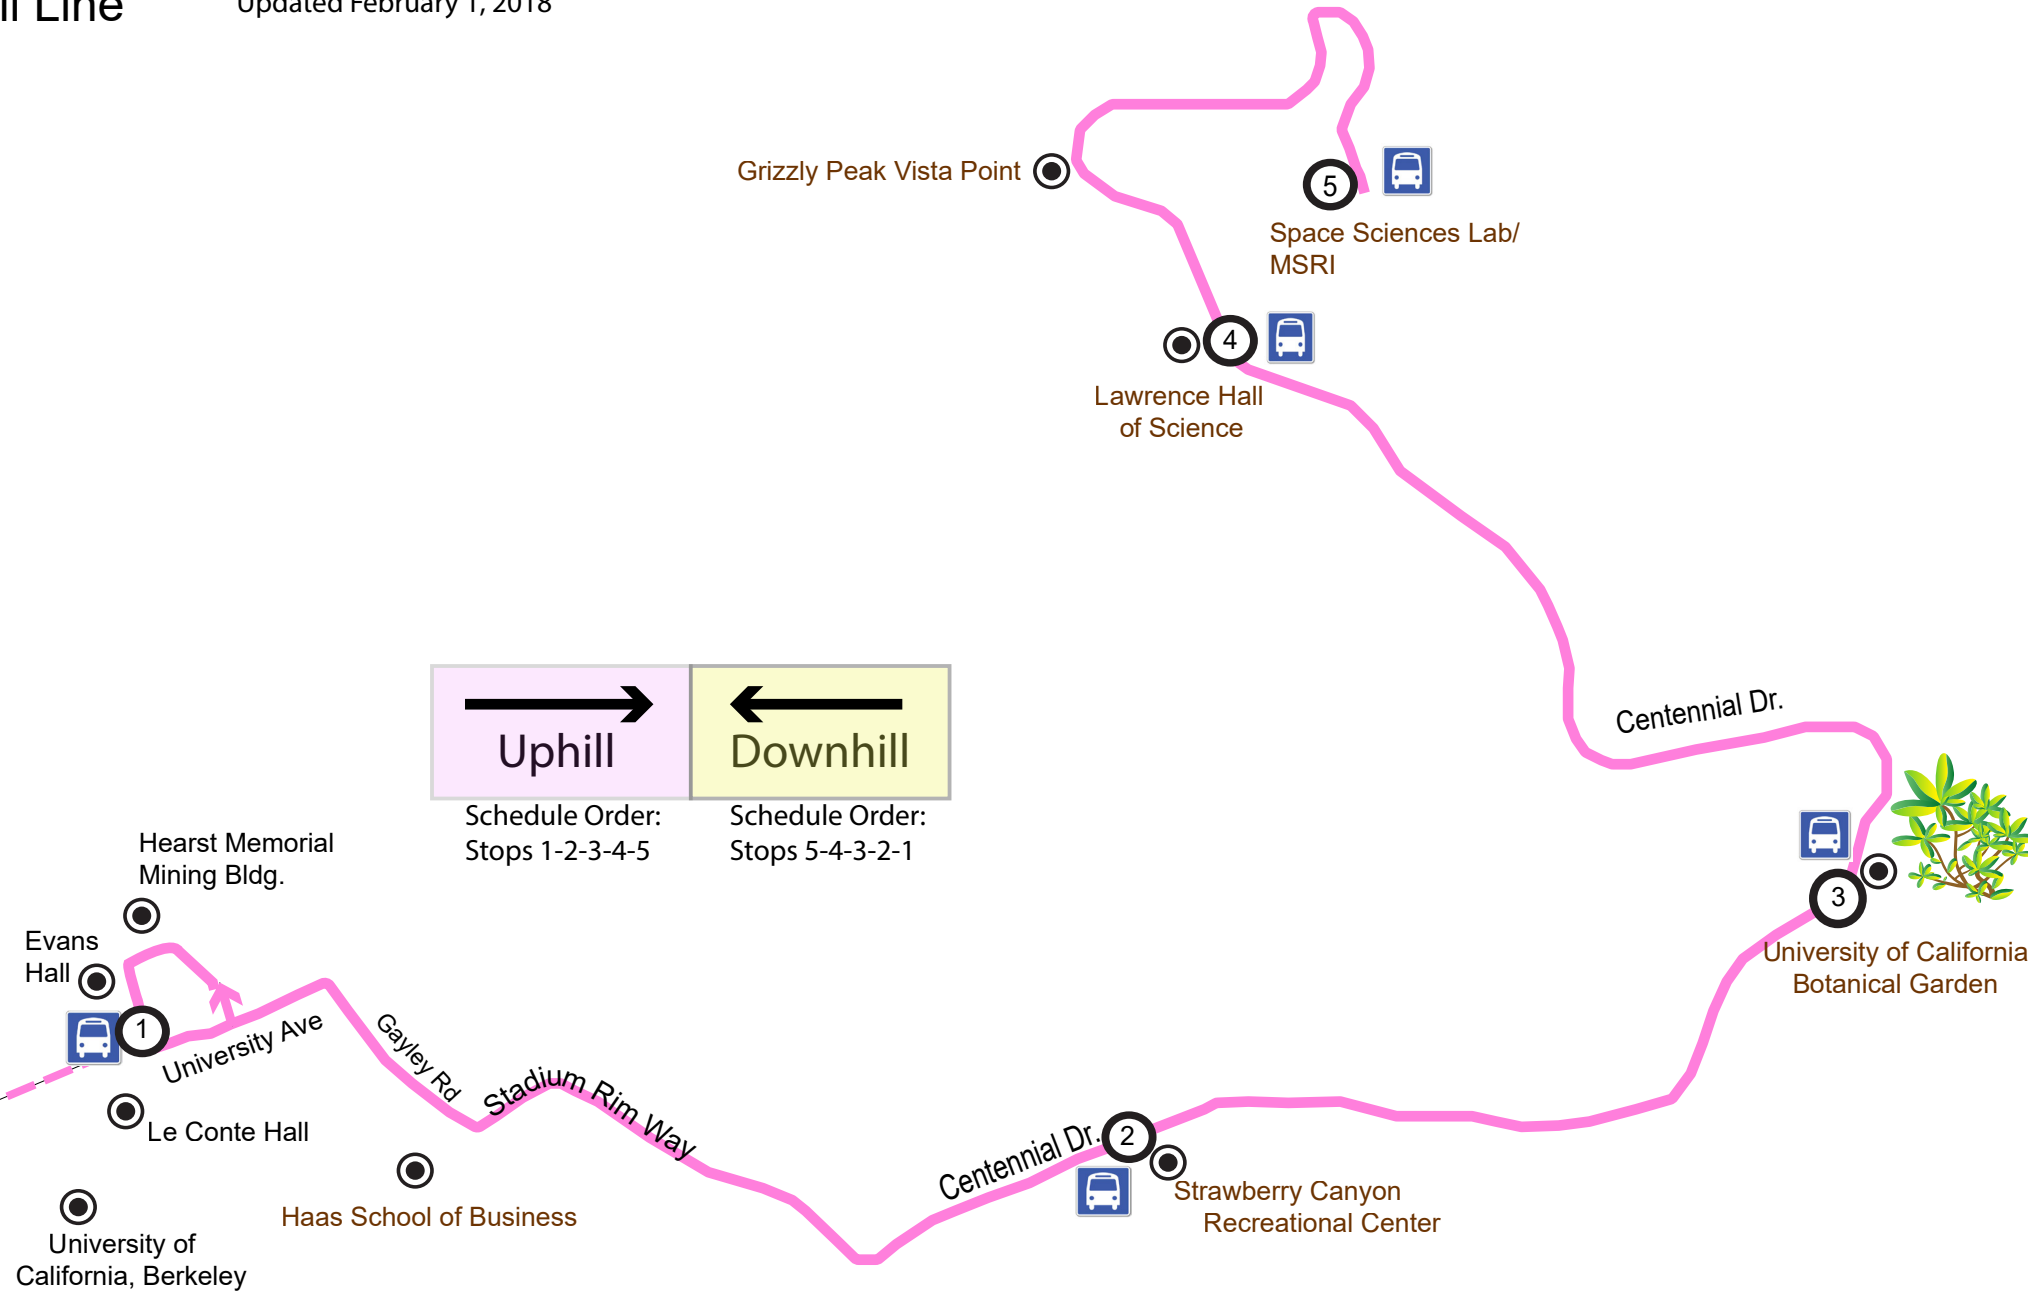 Line
Updated February 1, 2018
Grizzly Peak Vista Point
5
Space Sciences Lab/
MSRI
4
Lawrence Hall
of Science
Centennial Dr.
Uphill
Downhill
Schedule Order:
Stops 1-2-3-4-5
Schedule Order:
Stops 5-4-3-2-1
Hearst Memorial
Mining Bldg.
3
Evans
Hall
University of California
Botanical Garden
1
University Ave
Gayley Rd
Stadium Rim Way
Le Conte Hall
Centennial Dr.
2
Strawberry Canyon
Recreational Center
Haas School of Business
University of
California, Berkeley